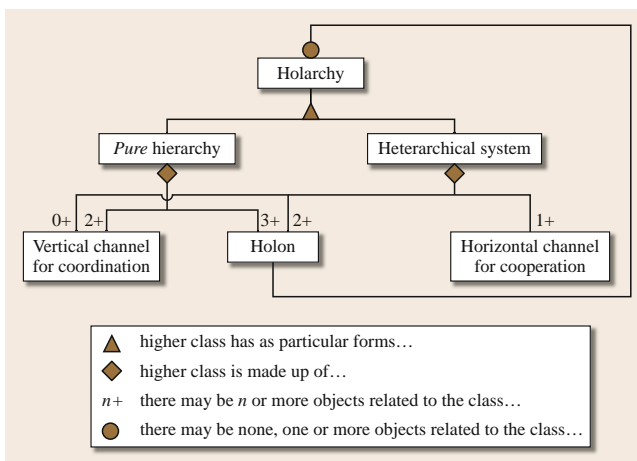 Holarchy
Pure hierarchy
Heterarchical system
0+ 2+ 3+ 2+ 1+
Vertical channel
for coordination
Holon
Horizontal channel
for cooperation
higher class has as particular forms…
higher class is made up of…
n+ there may be n or more objects related to the class…
there may be none, one or more objects related to the class…